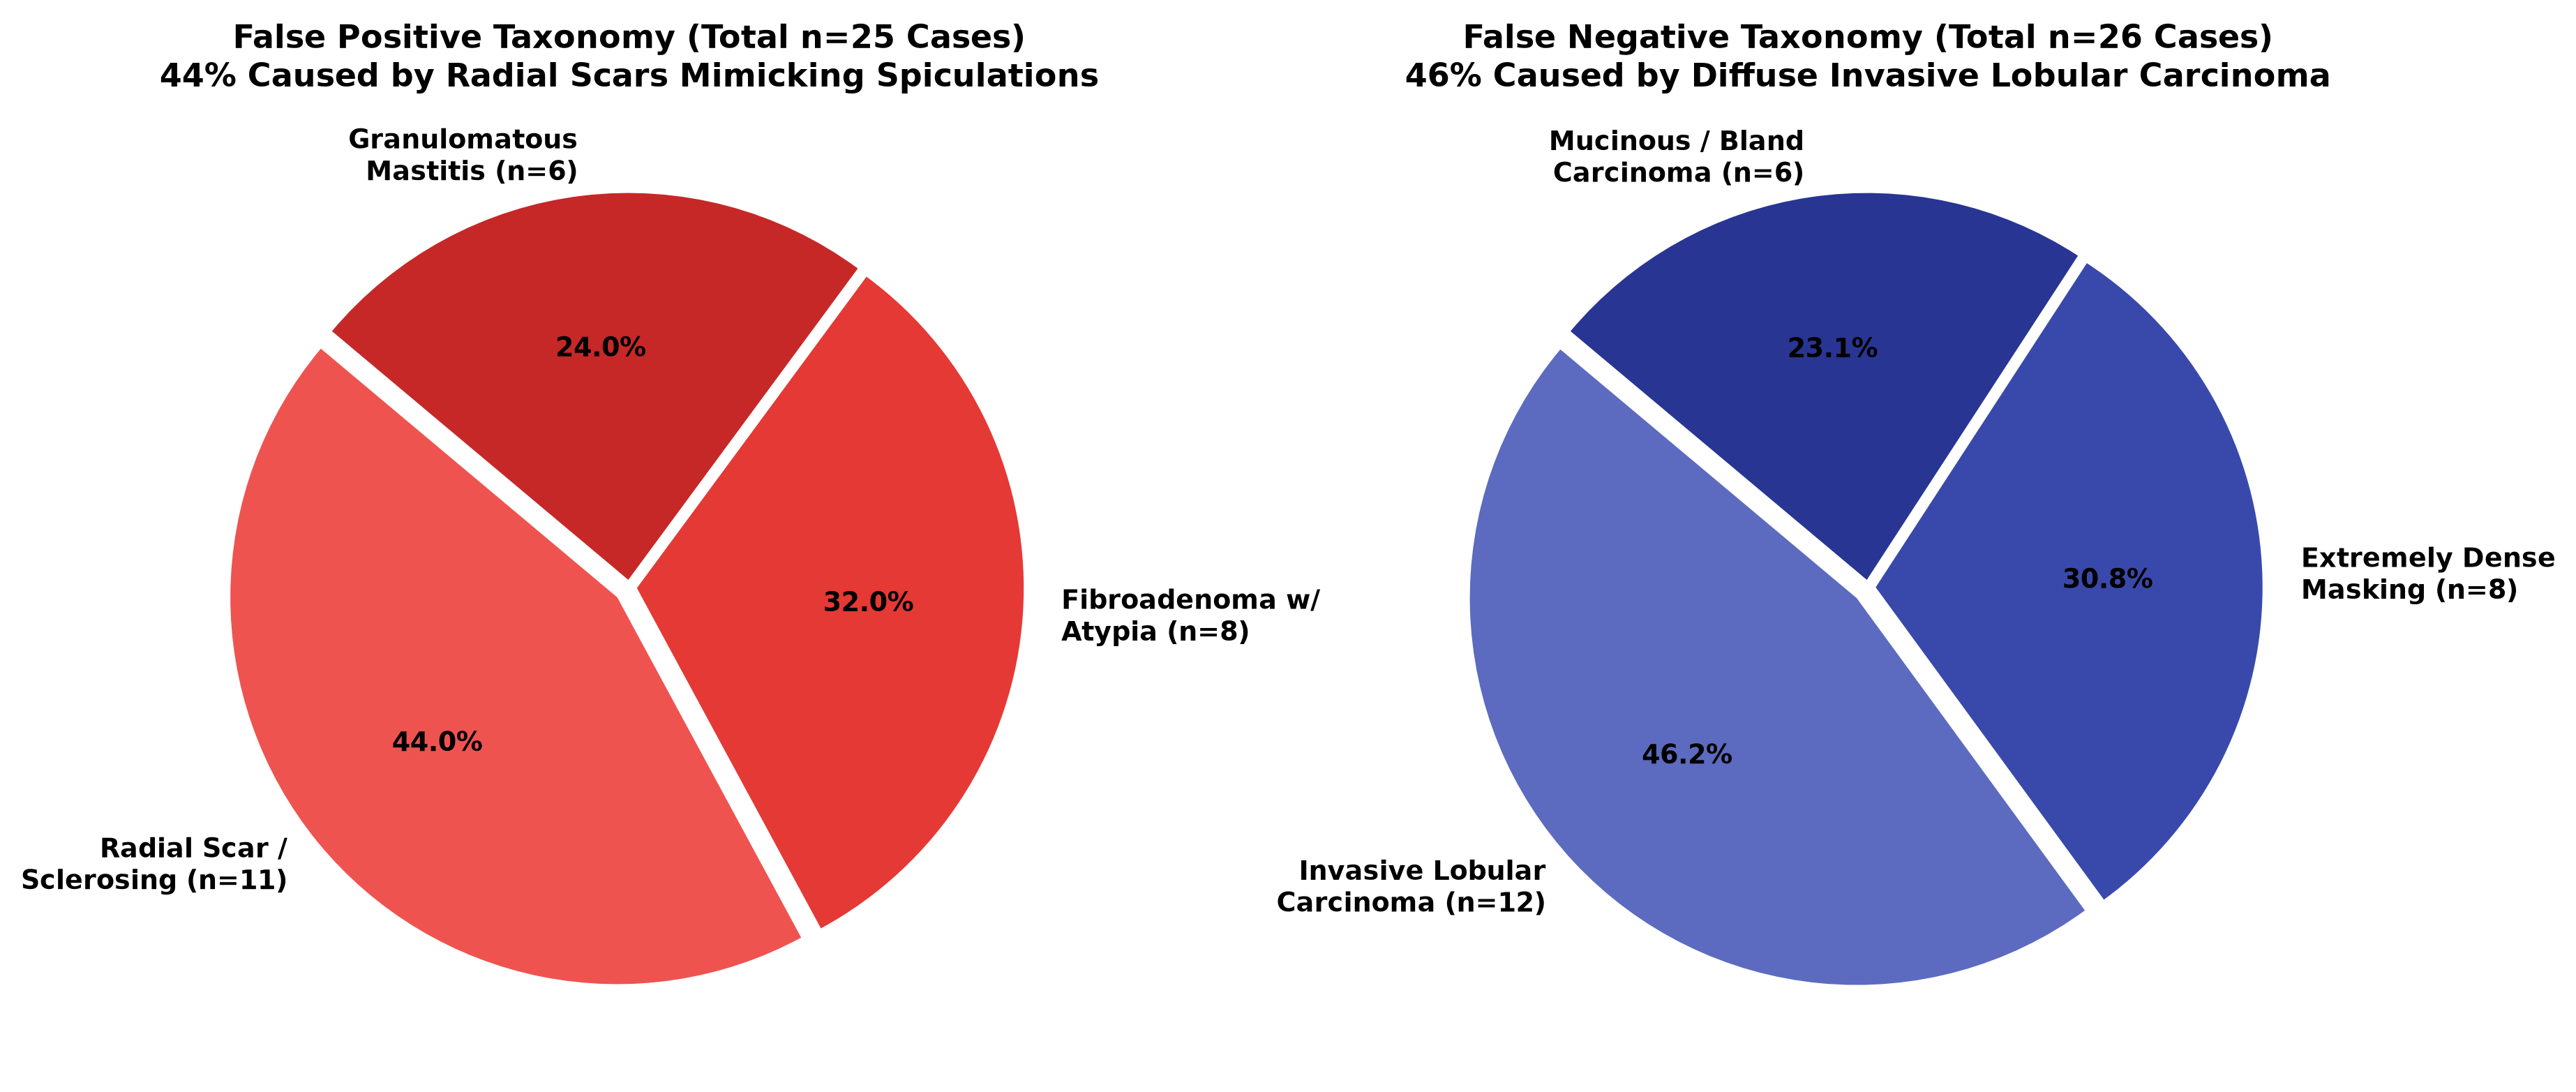 False Positive Taxonomy (Total n=25 Cases)
44% Caused by Radial Scars Mimicking Spiculations
Granulomatous
Mastitis (n=6)
24.0%
32.0%
Fibroadenoma w/
Atypia (n=8)
44.0%
Radial Scar /
Sclerosing (n=11)
False Negative Taxonomy (Total n=26 Cases)
46% Caused by Diffuse Invasive Lobular Carcinoma
Mucinous / Bland
Carcinoma (n=6)
23.1%
Extremely Dense
Masking (n=8)
30.8%
46.2%
Invasive Lobular
Carcinoma (n=12)